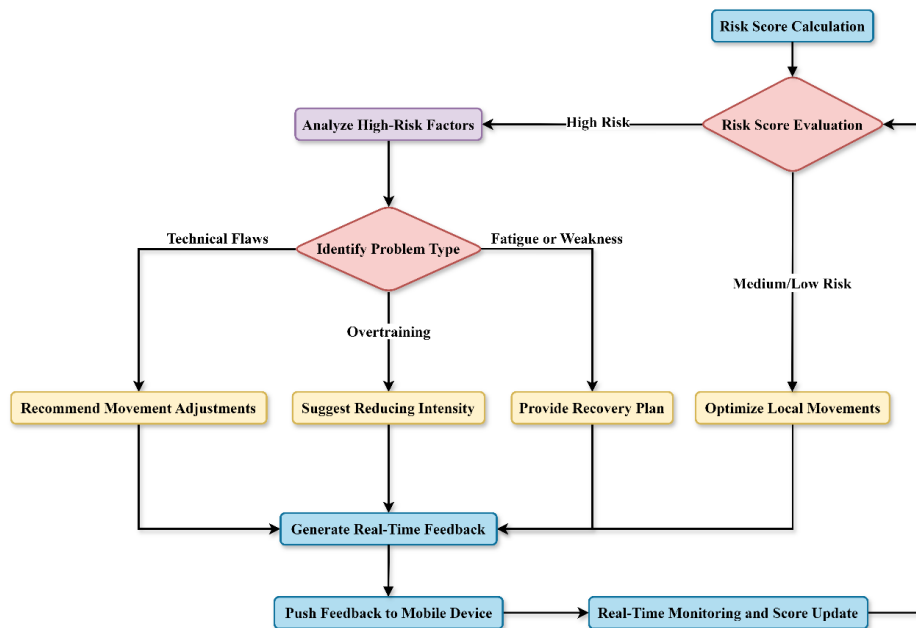 Risk Score Calculation
Analyze High-Risk Factors
High Risk
Risk Score Evaluation
Technical Flaws
Identify Problem Type
Fatigue or Weakness
Medium/Low Risk
Overtraining
Recommend Movement Adjustments
Suggest Reducing Intensity
Provide Recovery Plan
Optimize Local Movements
Generate Real-Time Feedback
Push Feedback to Mobile Device
Real-Time Monitoring and Score Update